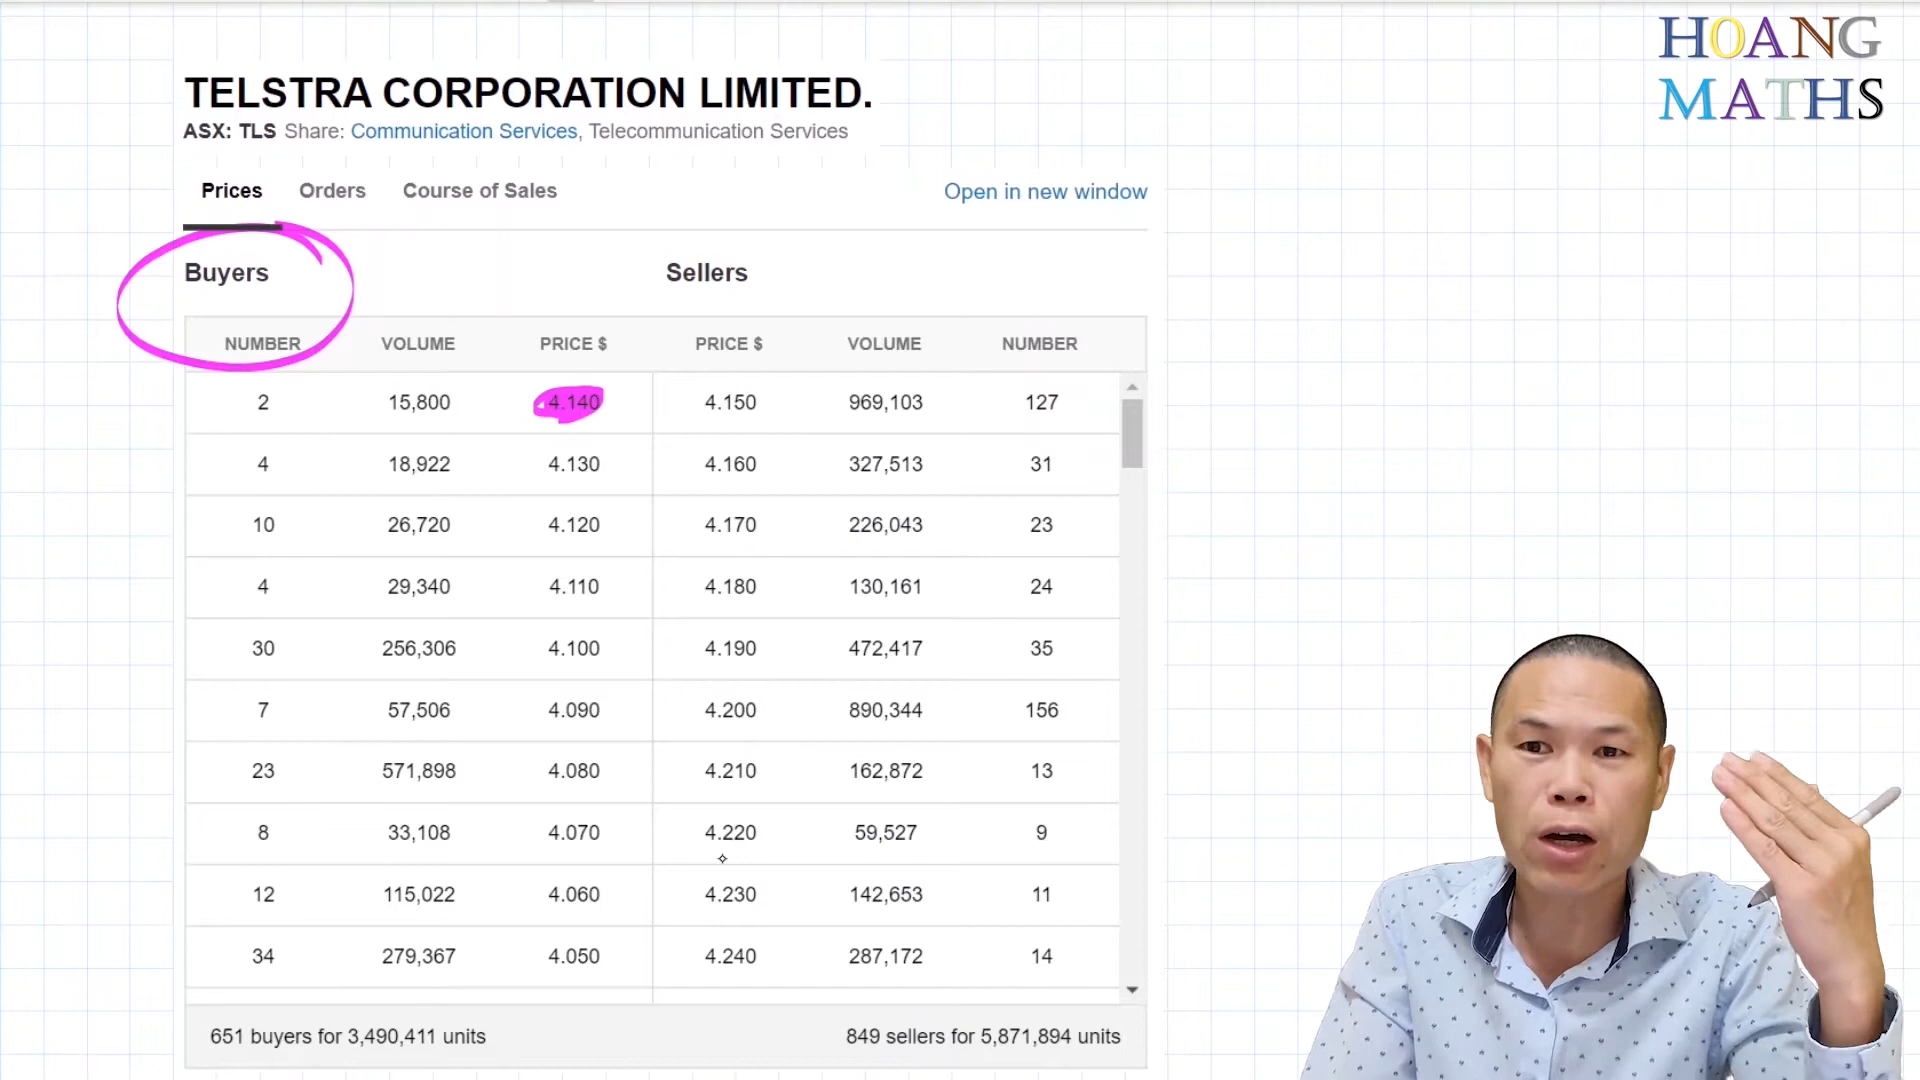 HOANG
MATHS
TELSTRA CORPORATION LIMITED.
ASX: TLS Share: Communication Services, Telecommunication Services
Prices Orders Course of Sales Open in new window
Buyers Sellers
NUMBER VOLUME PRICE $ PRICE $ VOLUME NUMBER
2 15,800 4.140 4.150 969,103 127
4 18,922 4.130 4.160 327,513 31
10 26,720 4.120 4.170 226,043 23
4 29,340 4.110 4.180 130,161 24
30 256,306 4.100 4.190 472,417 35
7 57,506 4.090 4.200 890,344 156
23 571,898 4.080 4.210 162,872 13
8 33,108 4.070 4.220 59,527 9
12 115,022 4.060 4.230 142,653 11
34 279,367 4.050 4.240 287,172 14
651 buyers for 3,490,411 units 849 sellers for 5,871,894 units